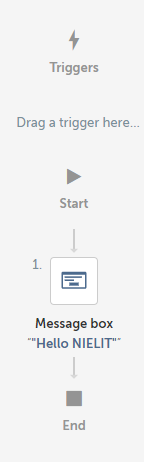 Triggers
Drag a trigger here...
Start
1.
Message box
“"Hello NIELIT"“
End